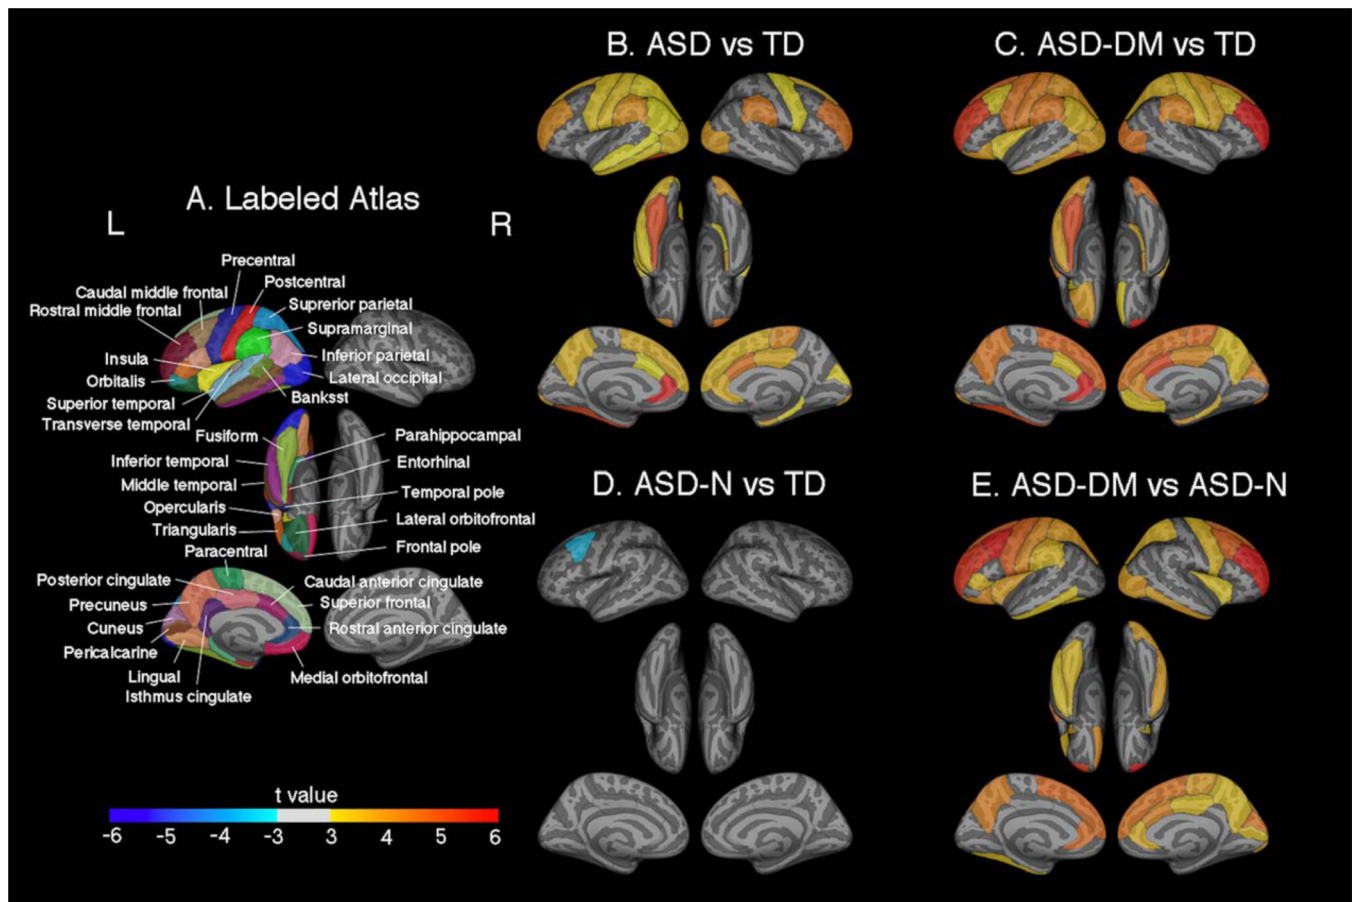 B. ASD vs TD
C. ASD-DM vs TD
A. Labeled Atlas
L
R
Precentral
Postcentral
Caudal middle frontal
Rostral middle frontal
Suprerior parietal
Supramarginal
Insula
Inferior parietal
Orbitalis
Lateral occipital
Superior temporal
Banksst
Transverse temporal
Fusiform
Parahippocampal
Inferior temporal
Entorhinal
Middle temporal
Temporal pole
Opercularis
Lateral orbitofrontal
Triangularis
Frontal pole
Paracentral
Posterior cingulate
Caudal anterior cingulate
Precuneus
Superior frontal
Cuneus
Rostral anterior cingulate
Pericalcarine
Lingual
Medial orbitofrontal
Isthmus cingulate
D. ASD-N vs TD
E. ASD-DM vs ASD-N
t value
-6 -5 -4 -3 3 4 5 6